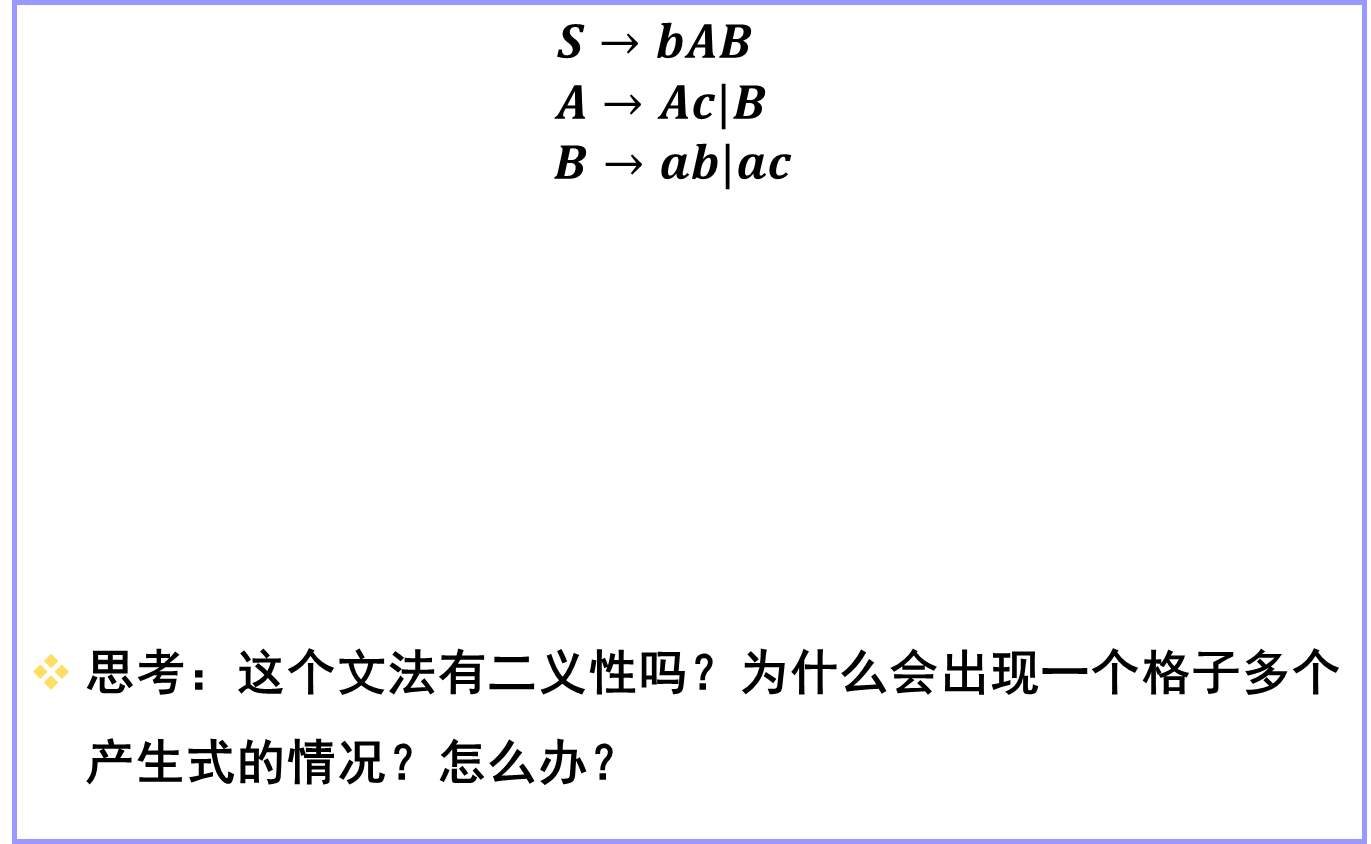 S → bAB
A → Ac|B
B → ab|ac
思考：这个文法有二义性吗？为什么会出现一个格子多个
产生式的情况？怎么办？